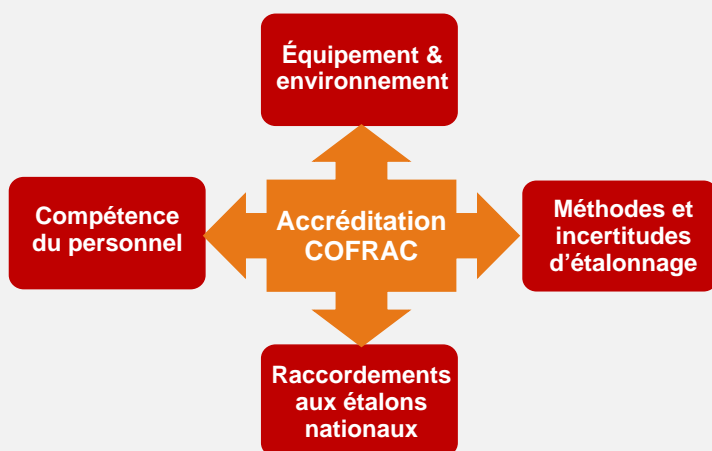 Équipement &
environnement
Compétence
du personnel
Accréditation
COFRAC
Méthodes et
incertitudes
d'étalonnage
Raccordements
aux étalons
nationaux